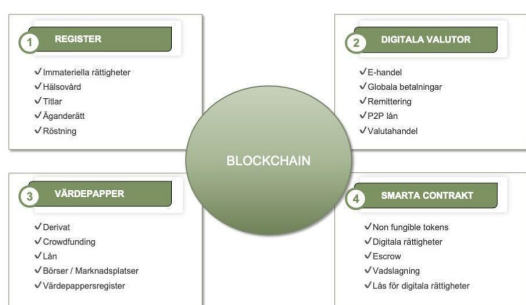 1
REGISTER
✓Immateriella rättigheter
✓Hälsovård
✓Titlar
✓Äganderätt
✓Röstning
2
DIGITALA VALUTOR
✓E-handel
✓Globala betalningar
✓Remittering
✓P2P lån
✓Valutahandel
BLOCKCHAIN
3
VÄRDEPAPPER
✓Derivat
✓Crowdfunding
✓Lån
✓Börser / Marknadsplatser
✓Värdepappersregister
4
SMARTA CONTRAKT
✓Non fungible tokens
✓Digitala rättigheter
✓Escrow
✓Vadslagning
✓Lås för digitala rättigheter